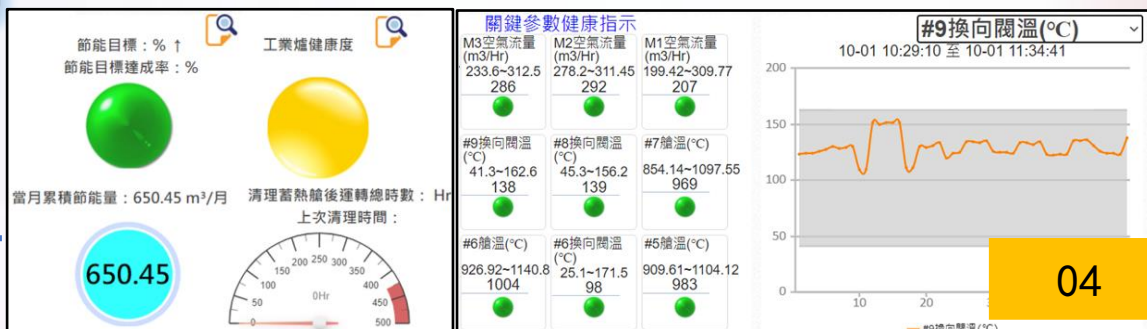 節能目標：% ↑
節能目標達成率：%
工業爐健康度
當月累積節能量：650.45 m³/月
清理蓄熱艙後運轉總時數： Hr
上次清理時間：
650.45
0
50
100
150
200
250
300
350
400
450
500
0Hr
關鍵參數健康指示
M3空氣流量
(m3/Hr)
233.6~312.5
286
M2空氣流量
(m3/Hr)
278.2~311.45
292
M1空氣流量
(m3/Hr)
199.42~309.77
207
#9換向閥溫
(°C)
41.3~162.6
138
#8換向閥溫
(°C)
45.3~156.2
139
#7艙溫(°C)
854.14~1097.55
969
#6艙溫(°C)
926.92~1140.8
1004
#6換向閥溫
(°C)
25.1~171.5
98
#5艙溫(°C)
909.61~1104.12
983
#9換向閥溫(°C)
10-01 10:29:10 至 10-01 11:34:41
200
150
100
50
0
10
20
#9換向閥溫(°C)
04